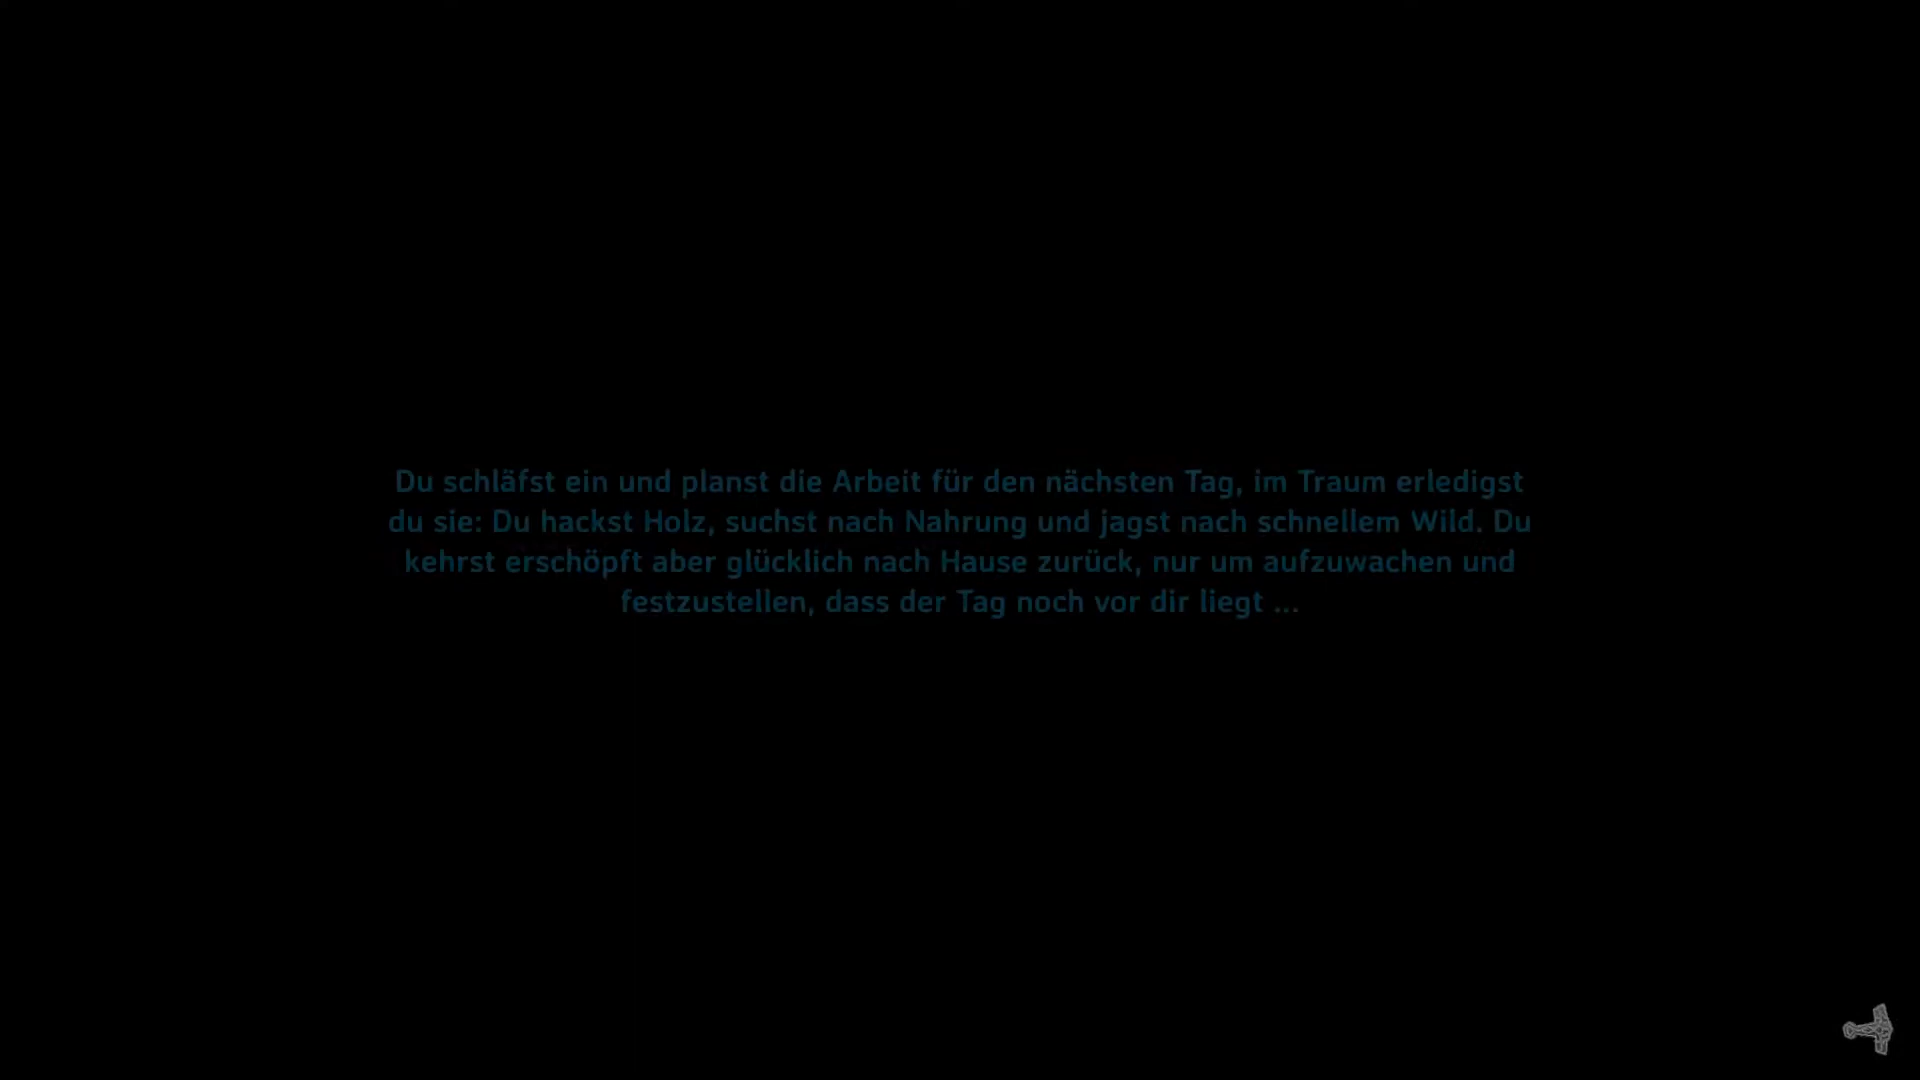 Du schläfst ein und planst die Arbeit für den nächsten Tag, im Traum erledigst
du sie: Du hackst Holz, suchst nach Nahrung und jagst nach schnellem Wild. Du
kehrst erschöpft aber glücklich nach Hause zurück, nur um aufzuwachen und
festzustellen, dass der Tag noch vor dir liegt ...